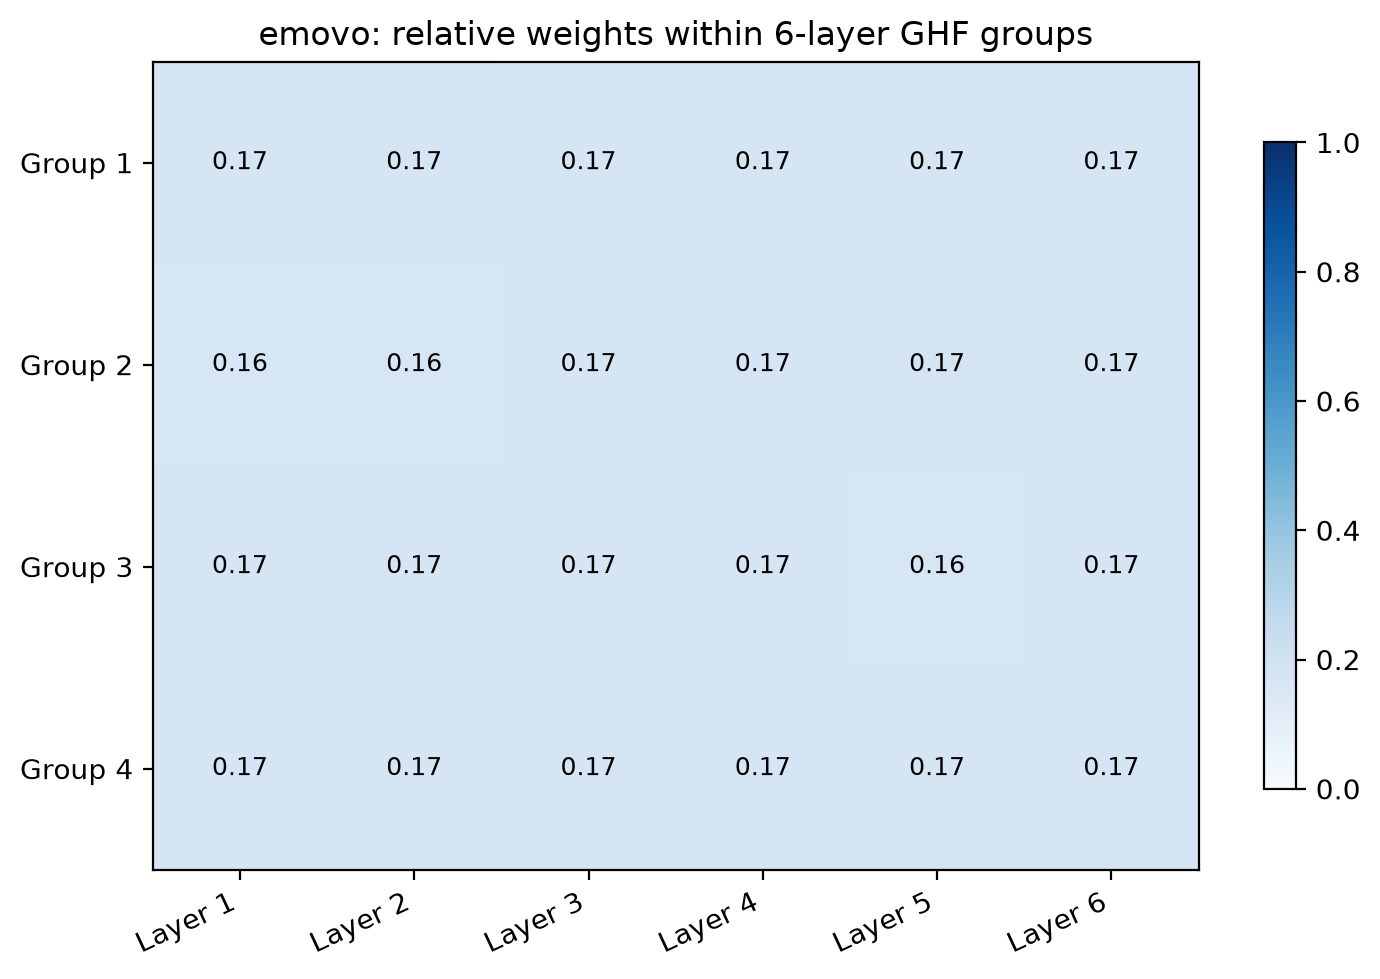 emovo: relative weights within 6-layer GHF groups
Group 1 0.17 0.17 0.17 0.17 0.17 0.17
Group 2 0.16 0.16 0.17 0.17 0.17 0.17
Group 3 0.17 0.17 0.17 0.17 0.16 0.17
Group 4 0.17 0.17 0.17 0.17 0.17 0.17
Layer 1 Layer 2 Layer 3 Layer 4 Layer 5 Layer 6
1.0
0.8
0.6
0.4
0.2
0.0